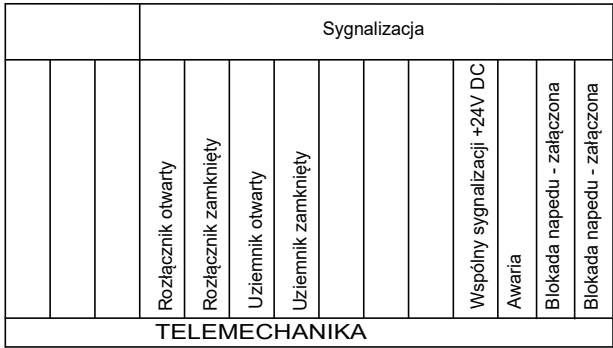 Sygnalizacja
Rozłącznik otwarty
Rozłącznik zamknięty
Uziemnik otwarty
Uziemnik zamknięty
Wspólny sygnalizacji +24V DC
Awaria
Blokada napedu - załączona
Blokada napedu - załączona
TELEMECHANIKA